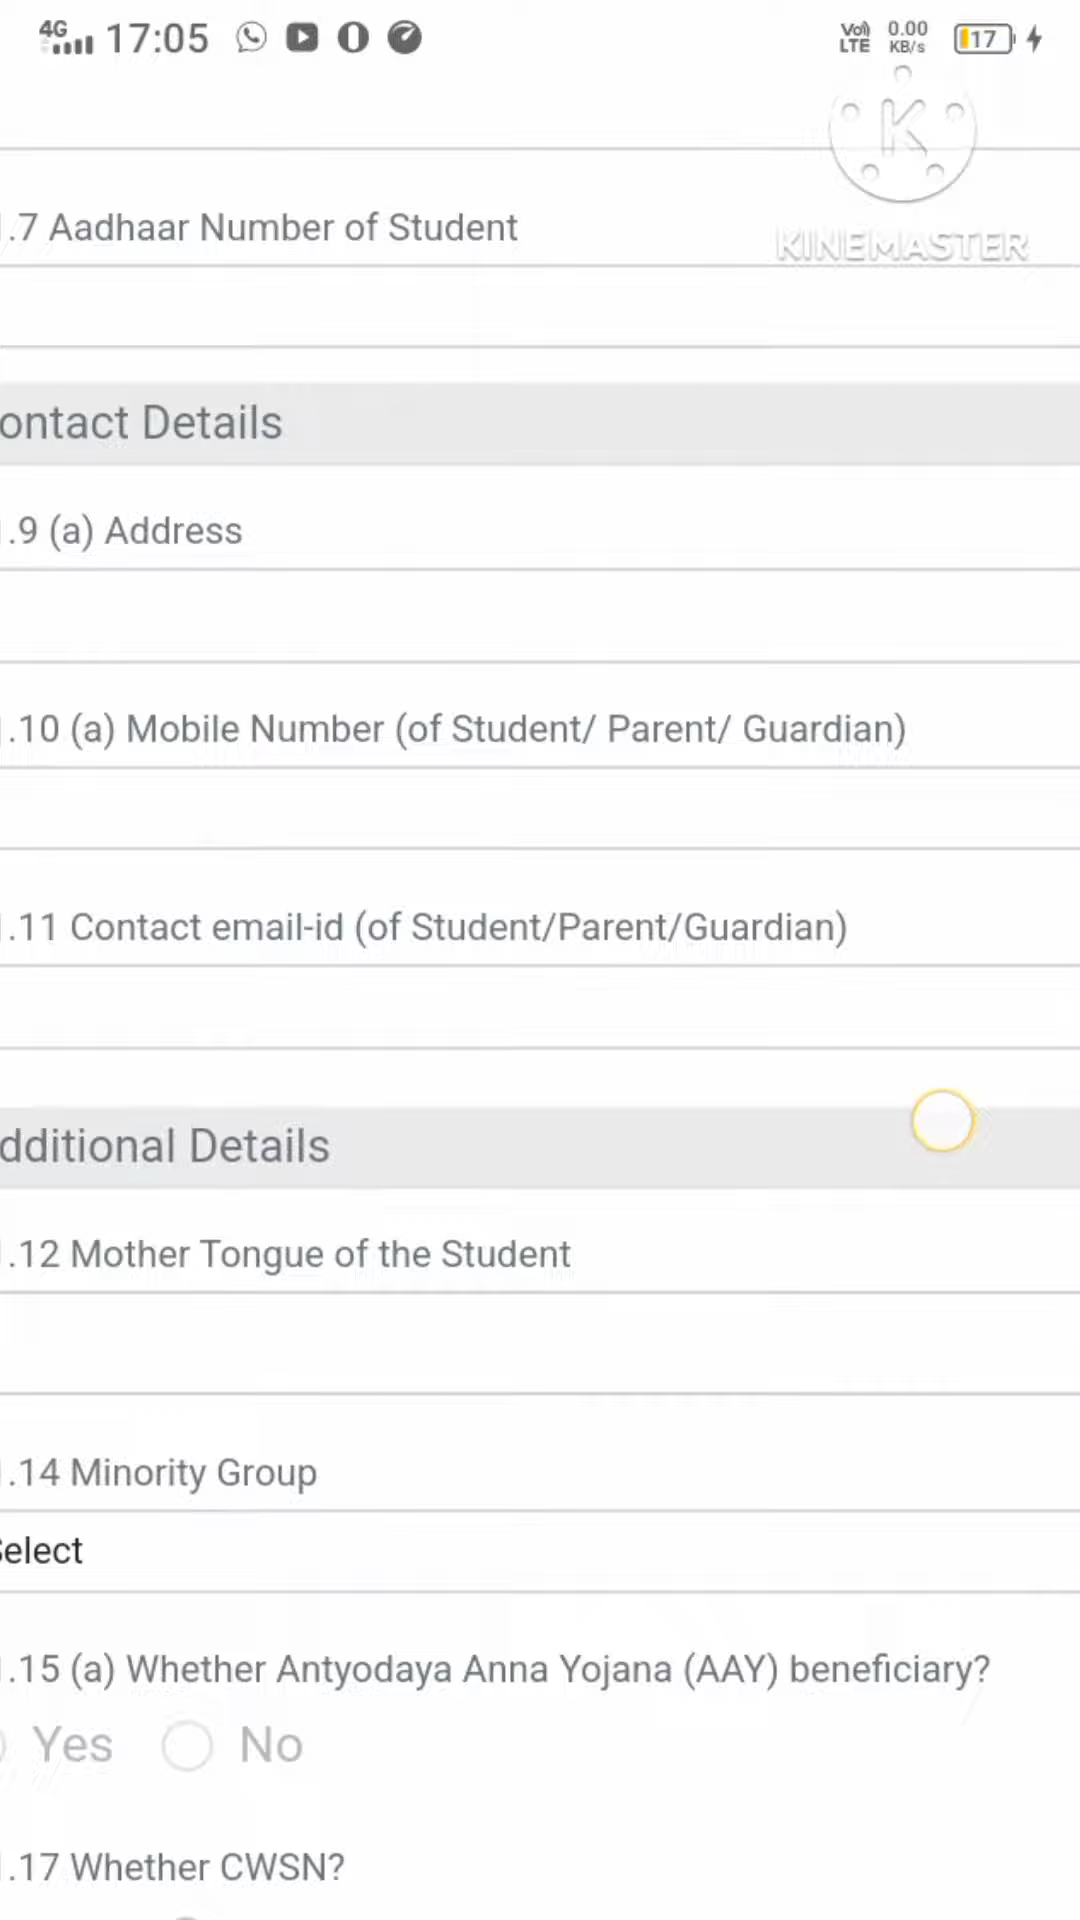 4G 17:05 Vo)) LTE 0.00 KB/s 17
K
KINEMASTER
.7 Aadhaar Number of Student
ontact Details
.9 (a) Address
.10 (a) Mobile Number (of Student/ Parent/ Guardian)
.11 Contact email-id (of Student/Parent/Guardian)
dditional Details
.12 Mother Tongue of the Student
.14 Minority Group
Select
.15 (a) Whether Antyodaya Anna Yojana (AAY) beneficiary?
Yes No
.17 Whether CWSN?